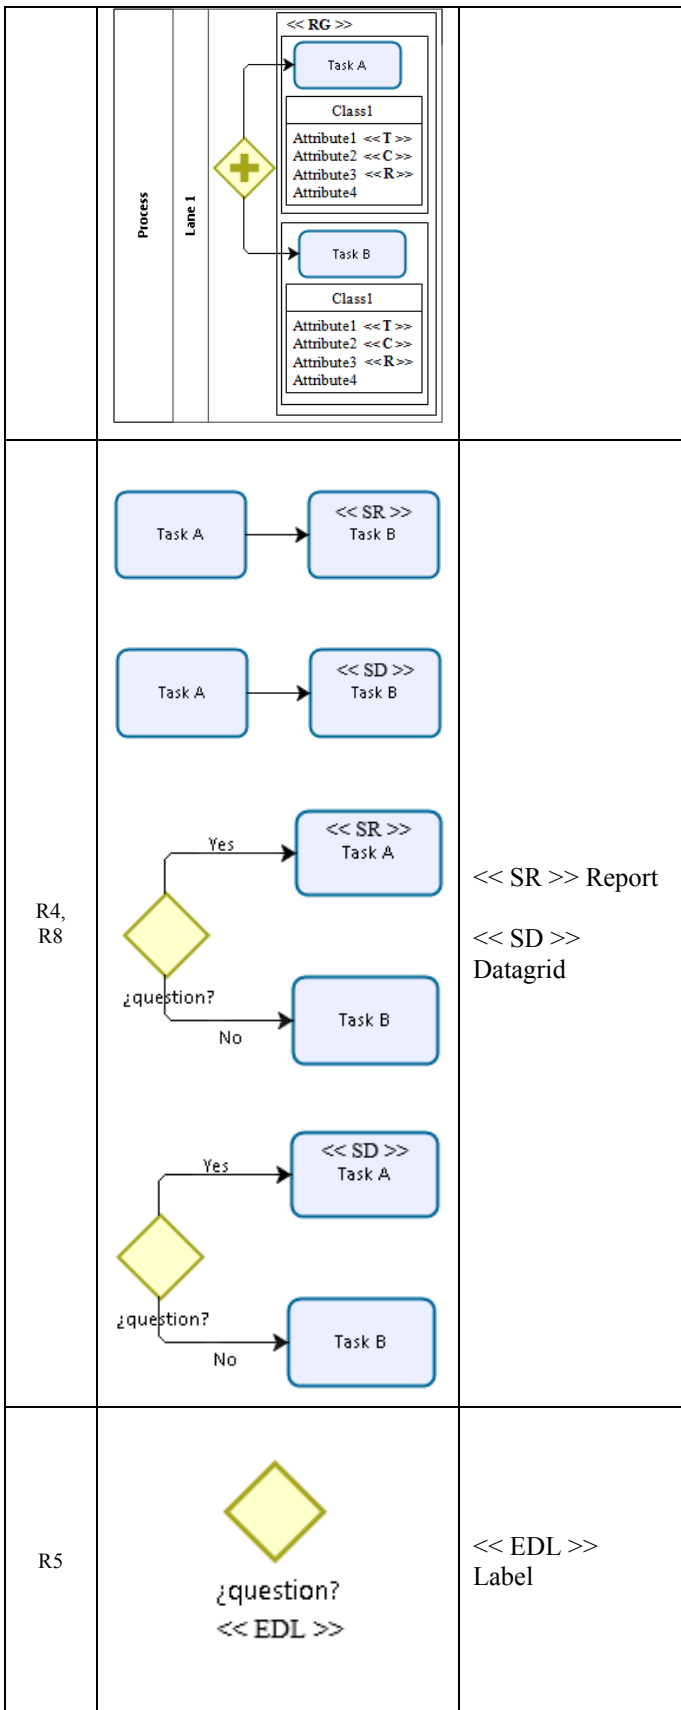 << RG >>
Task A
Class1
Attribute1 <<T>>
Attribute2 <<C>>
Attribute3 <<R>>
Attribute4
Process
Lane 1
Task B
Class1
Attribute1 <<T>>
Attribute2 <<C>>
Attribute3 <<R>>
Attribute4
R4,
R8
Task A
<< SR >>
Task B
Task A
<< SD >>
Task B
Yes
<< SR >>
Task A
¿question?
No
Task B
Yes
<< SD >>
Task A
¿question?
No
Task B
<< SR >> Report
<< SD >>
Datagrid
R5
¿question?
<< EDL >>
<< EDL >>
Label